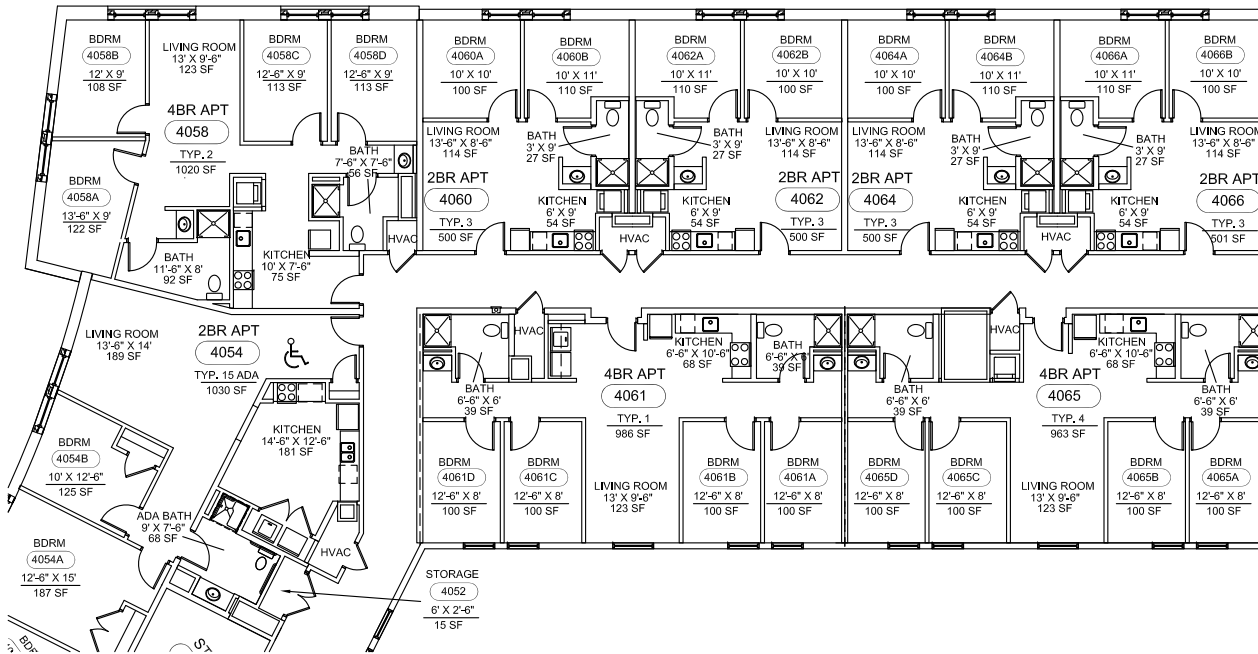 BDRM
4058B
12' X 9'
108 SF
LIVING ROOM
13' X 9'-6"
123 SF
BDRM
4058C
12'-6" X 9'
113 SF
BDRM
4058D
12'-6" X 9'
113 SF
4BR APT
4058
TYP. 2
1020 SF
BDRM
4058A
13'-6" X 9'
122 SF
BATH
7'-6" X 7'-6"
56 SF
BATH
11'-6" X 8'
92 SF
KITCHEN
10' X 7'-6"
75 SF
HVAC
BDRM
4060A
10' X 10'
100 SF
BDRM
4060B
10' X 11'
110 SF
LIVING ROOM
13'-6" X 8'-6"
114 SF
BATH
3' X 9'
27 SF
2BR APT
4060
TYP. 3
500 SF
KITCHEN
6' X 9'
54 SF
HVAC
BDRM
4062A
10' X 11'
110 SF
BDRM
4062B
10' X 10'
100 SF
BATH
3' X 9'
27 SF
LIVING ROOM
13'-6" X 8'-6"
114 SF
KITCHEN
6' X 9'
54 SF
2BR APT
4062
TYP. 3
500 SF
BDRM
4064A
10' X 10'
100 SF
BDRM
4064B
10' X 11'
110 SF
LIVING ROOM
13'-6" X 8'-6"
114 SF
BATH
3' X 9'
27 SF
2BR APT
4064
TYP. 3
500 SF
KITCHEN
6' X 9'
54 SF
HVAC
BDRM
4066A
10' X 11'
110 SF
BDRM
4066B
10' X 10'
100 SF
BATH
3' X 9'
27 SF
LIVING ROOM
13'-6" X 8'-6"
114 SF
KITCHEN
6' X 9'
54 SF
2BR APT
4066
TYP. 3
501 SF
LIVING ROOM
13'-6" X 14'
189 SF
2BR APT
4054
TYP. 15 ADA
1030 SF
KITCHEN
14'-6" X 12'-6"
181 SF
BDRM
4054B
10' X 12'-6"
125 SF
ADA BATH
9' X 7'-6"
68 SF
BDRM
4054A
12'-6" X 15'
187 SF
HVAC
STORAGE
4052
6' X 2'-6"
15 SF
BDR
ST
HVAC
BATH
6'-6" X 6'
39 SF
4BR APT
4061
TYP. 1
986 SF
KITCHEN
6'-6" X 10'-6"
68 SF
BATH
6'-6" X 6'
39 SF
BDRM
4061D
12'-6" X 8'
100 SF
BDRM
4061C
12'-6" X 8'
100 SF
LIVING ROOM
13' X 9'-6"
123 SF
BDRM
4061B
12'-6" X 8'
100 SF
BDRM
4061A
12'-6" X 8'
100 SF
HVAC
BATH
6'-6" X 6'
39 SF
4BR APT
4065
TYP. 4
963 SF
KITCHEN
6'-6" X 10'-6"
68 SF
BATH
6'-6" X 6'
39 SF
BDRM
4065D
12'-6" X 8'
100 SF
BDRM
4065C
12'-6" X 8'
100 SF
LIVING ROOM
13' X 9'-6"
123 SF
BDRM
4065B
12'-6" X 8'
100 SF
BDRM
4065A
12'-6" X 8'
100 SF